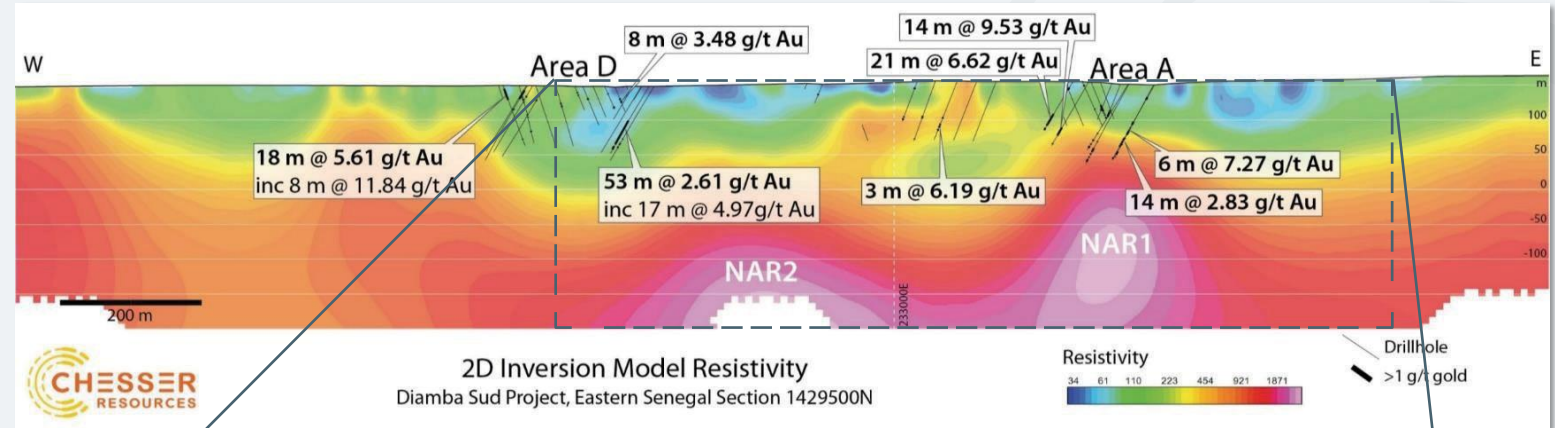 W
E
Area D
Area A
8 m @ 3.48 g/t Au
14 m @ 9.53 g/t Au
21 m @ 6.62 g/t Au
18 m @ 5.61 g/t Au
inc 8 m @ 11.84 g/t Au
53 m @ 2.61 g/t Au
inc 17 m @ 4.97g/t Au
3 m @ 6.19 g/t Au
6 m @ 7.27 g/t Au
14 m @ 2.83 g/t Au
m
100
50
0
-50
-100
NAR2
NAR1
233000E
200 m
CHESSER
RESOURCES
2D Inversion Model Resistivity
Diamba Sud Project, Eastern Senegal Section 1429500N
Resistivity
34 61 110 223 454 921 1871
Drillhole
>1 g/t gold